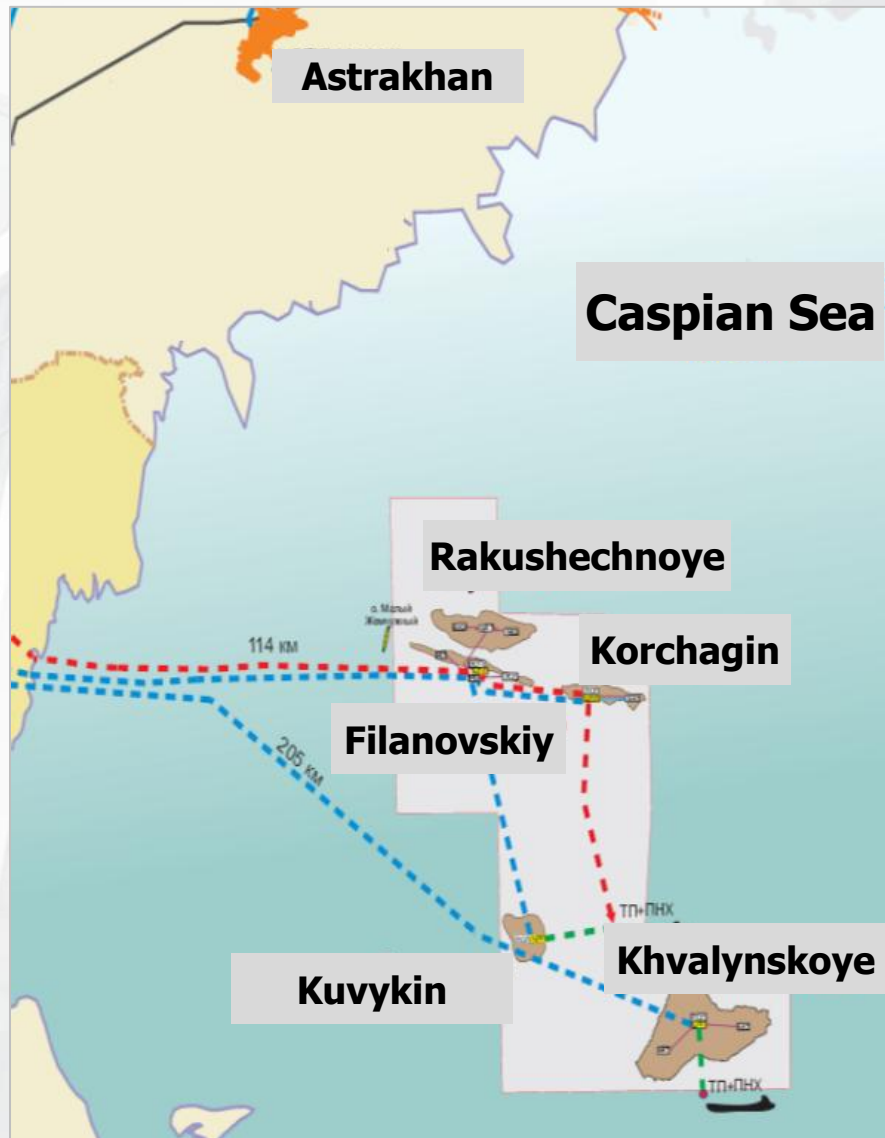 Astrakhan
Caspian Sea
Rakushechnoye
о. Малый
Жемчужный
114 км
Korchagin
Filanovskiy
205 км
ТП+ПНХ
Khvalynskoye
Kuvykin
ТП+ПНХ